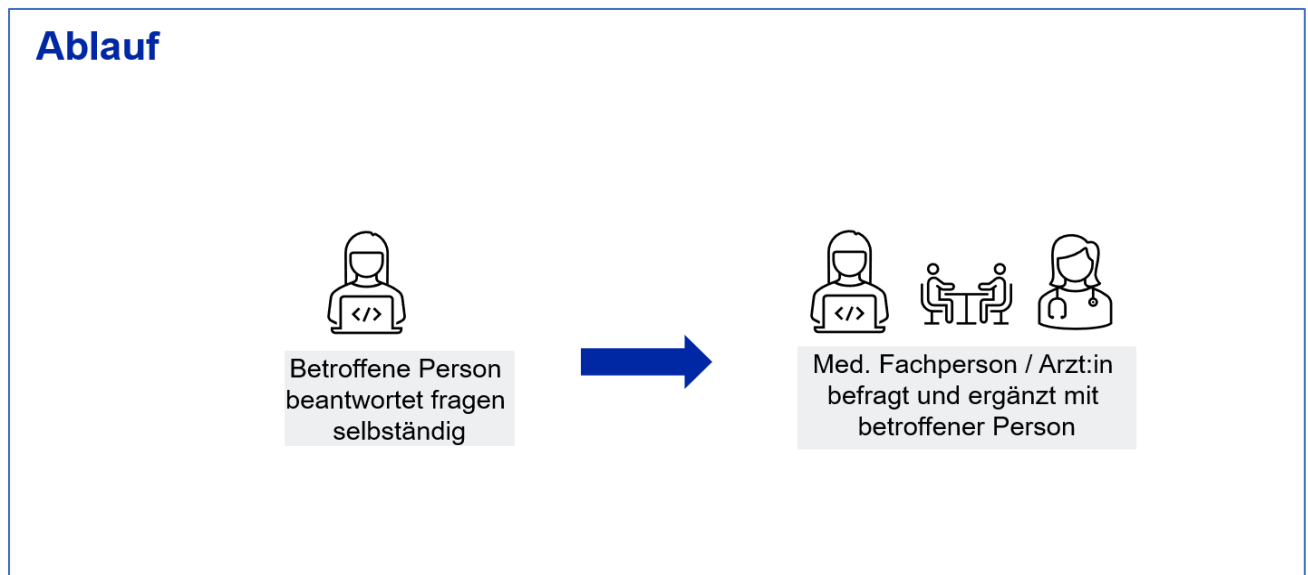 Ablauf
</>
Betroffene Person
beantwortet fragen
selbständig
</>
Med. Fachperson / Arzt:in
befragt und ergänzt mit
betroffener Person